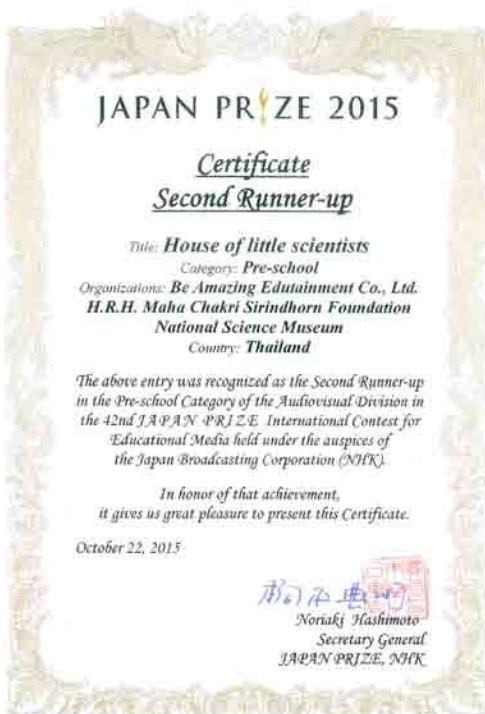 JAPAN PRIZE 2015
Certificate
Second Runner-up
Title: House of little scientists
Category: Pre-school
Organizations: Be Amazing Edutainment Co., Ltd.
H.R.H. Maha Chakri Sirindhorn Foundation
National Science Museum
Country: Thailand
The above entry was recognized as the Second Runner-up
in the Pre-school Category of the Audiovisual Division in
the 42nd JAPAN PRIZE International Contest for
Educational Media held under the auspices of
the Japan Broadcasting Corporation (NHK).
In honor of that achievement,
it gives us great pleasure to present this Certificate.
October 22, 2015
Noriaki Hashimoto
Secretary General
JAPAN PRIZE, NHK